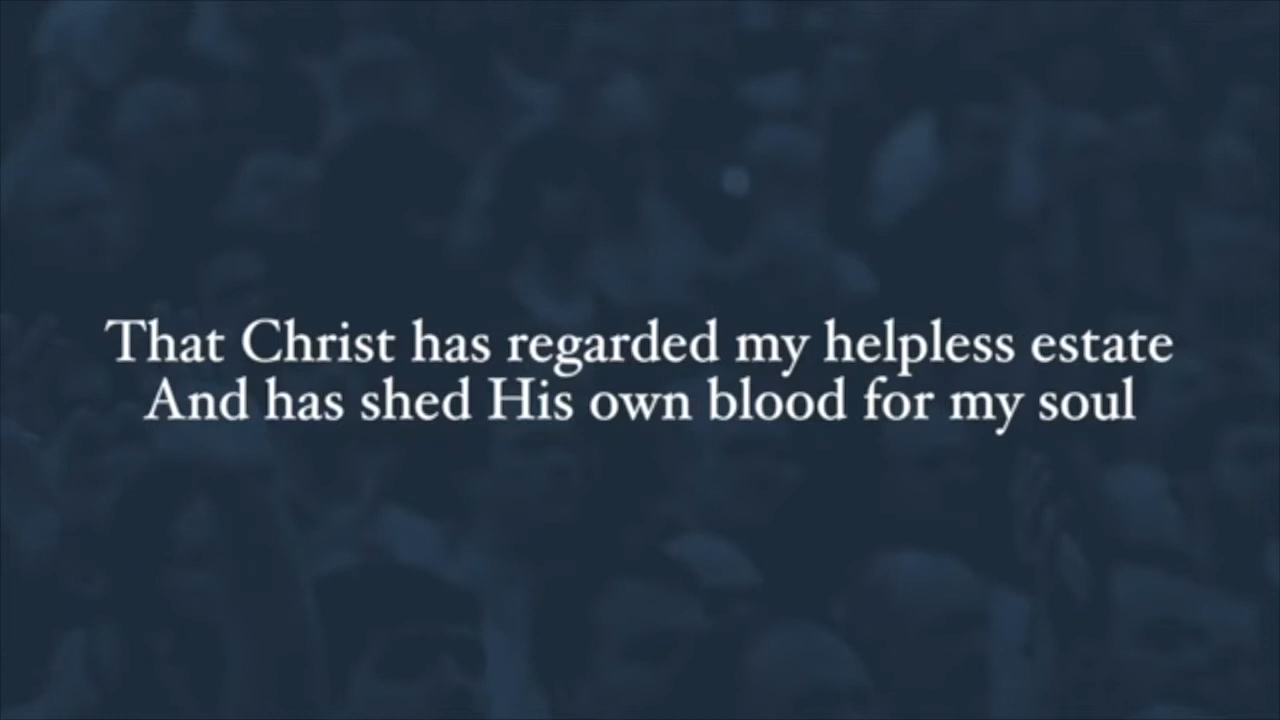 That Christ has regarded my helpless estate
And has shed His own blood for my soul